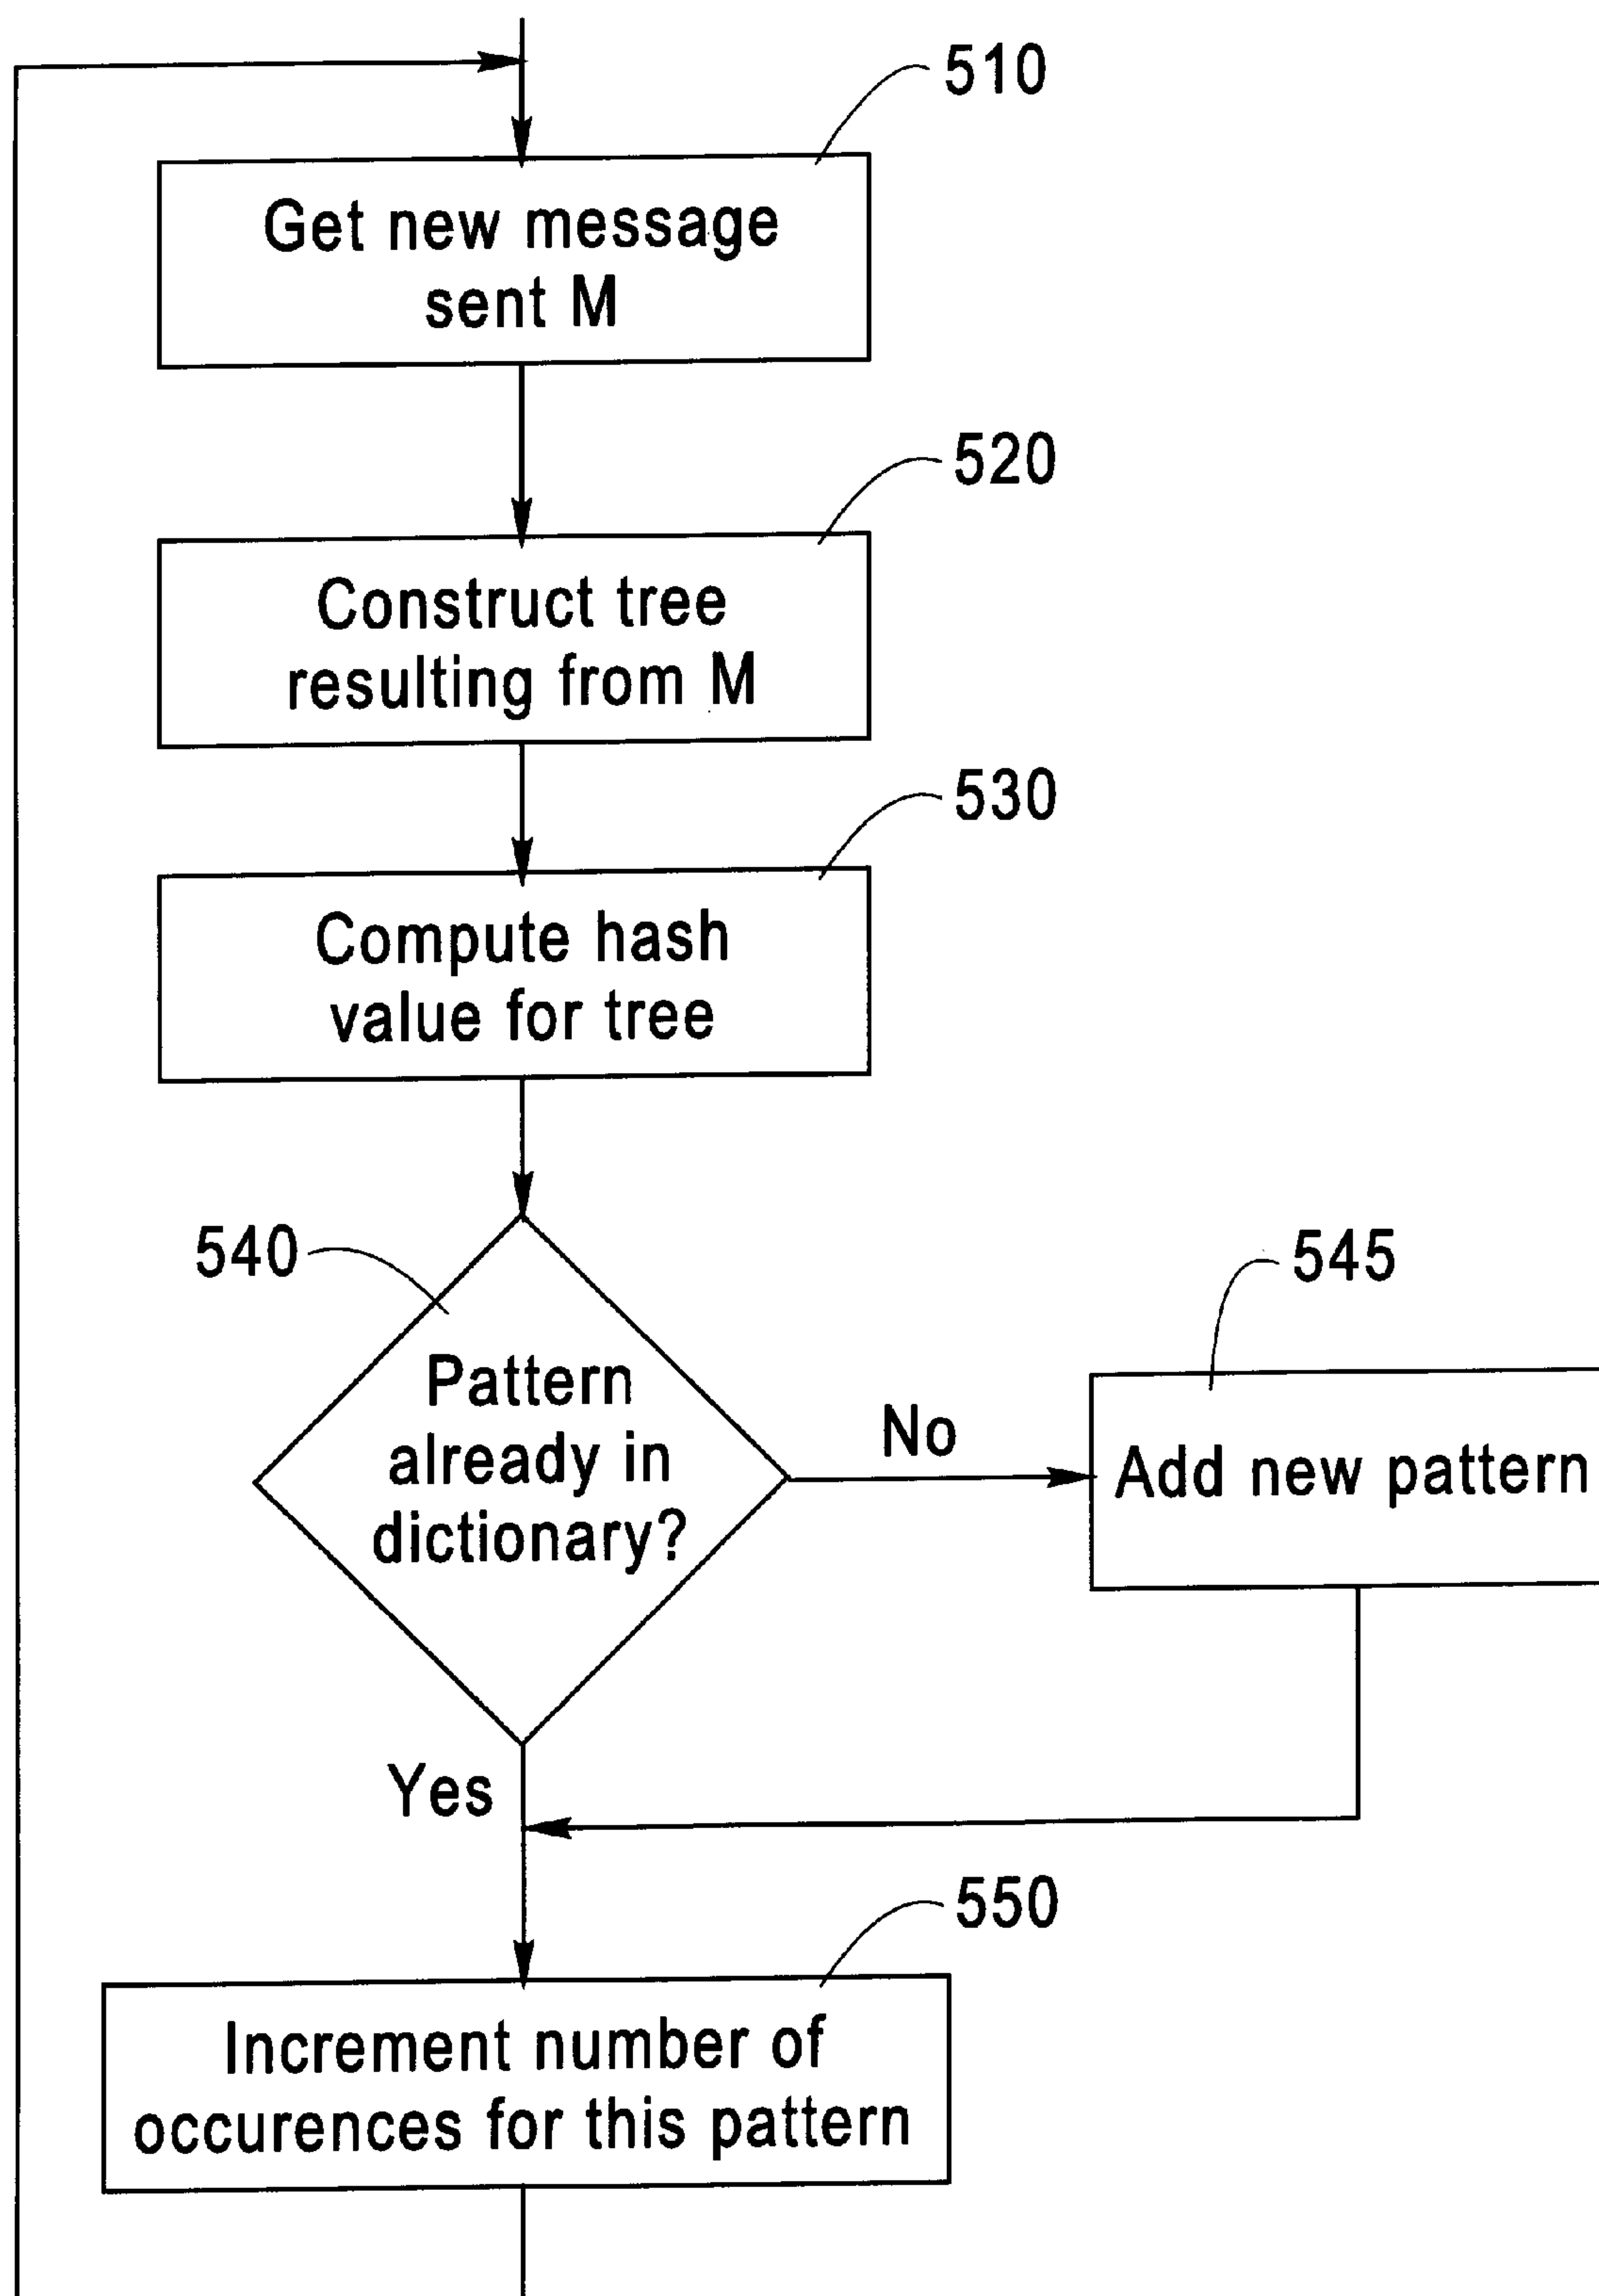 510
Get new message
sent M
520
Construct tree
resulting from M
530
Compute hash
value for tree
540
545
Pattern
already in
dictionary?
No
Add new pattern
Yes
550
Increment number of
occurences for this pattern